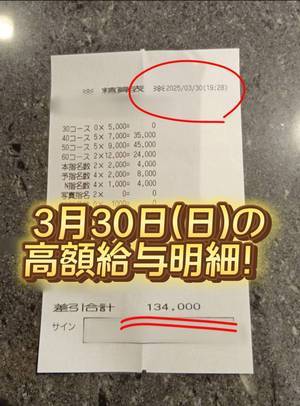 ※ 精算表 ※※2025/03/30(19:28)
30コース 0× 5,000= 0
40コース 5× 7,000= 35,000
50コース 5× 9,000= 45,000
60コース 2×12,000= 24,000
本指名数 2× 2,000= 4,000
予指名数 4× 2,000= 8,000
N指名数 4× 1,000= 4,000
写真指名 2×
3月30日(日)の
高額給与明細!
差引合計 134,000
サイン